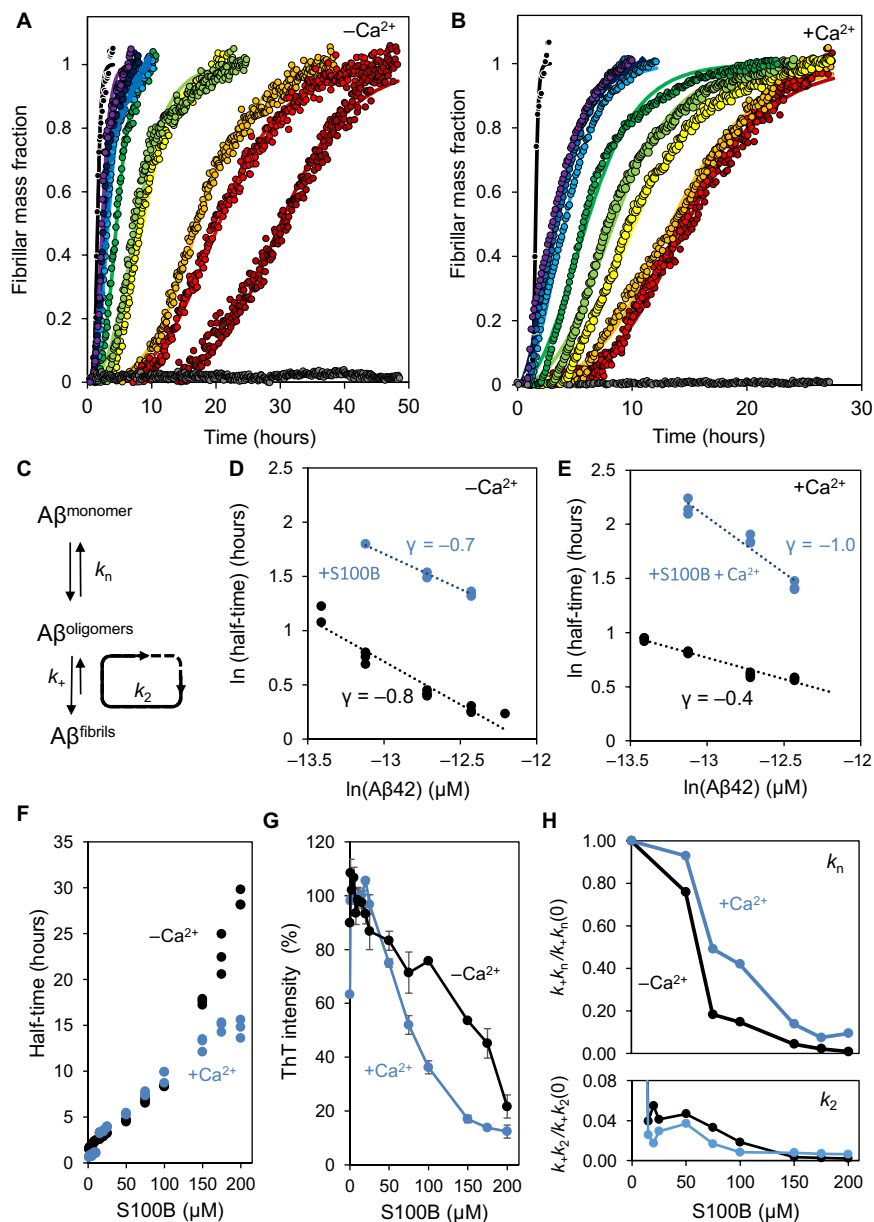 A
–Ca2+
Fibrillar mass fraction
1
0.8
0.6
0.4
0.2
0
0 10 20 30 40 50
Time (hours)
B
+Ca2+
Fibrillar mass fraction
1
0.8
0.6
0.4
0.2
0
0 10 20 30
Time (hours)
C
Aβmonomer
kn
Aβoligomers
k+
k2
Aβfibrils
D
–Ca2+
ln (half-time) (hours)
2.5
2
1.5
1
0.5
0
γ = –0.7
+S100B
γ = –0.8
–13.5 –13 –12.5 –12
ln(Aβ42) (µM)
E
+Ca2+
ln (half-time) (hours)
2.5
2
1.5
1
0.5
0
γ = –1.0
+S100B + Ca2+
γ = –0.4
–13.5 –13 –12.5 –12
ln(Aβ42) (µM)
F
Half-time (hours)
35
30
25
20
15
10
5
0
–Ca2+
+Ca2+
0 50 100 150 200
S100B (µM)
G
ThT intensity (%)
120
100
80
60
40
20
0
–Ca2+
+Ca2+
0 50 100 150 200
S100B (µM)
H
k+kn/k+kn(0)
1.00
0.80
0.60
0.40
0.20
0.00
kn
+Ca2+
–Ca2+
k+k2/k+k2(0)
0.08
0.04
0.00
k2
0 50 100 150 200
S100B (µM)